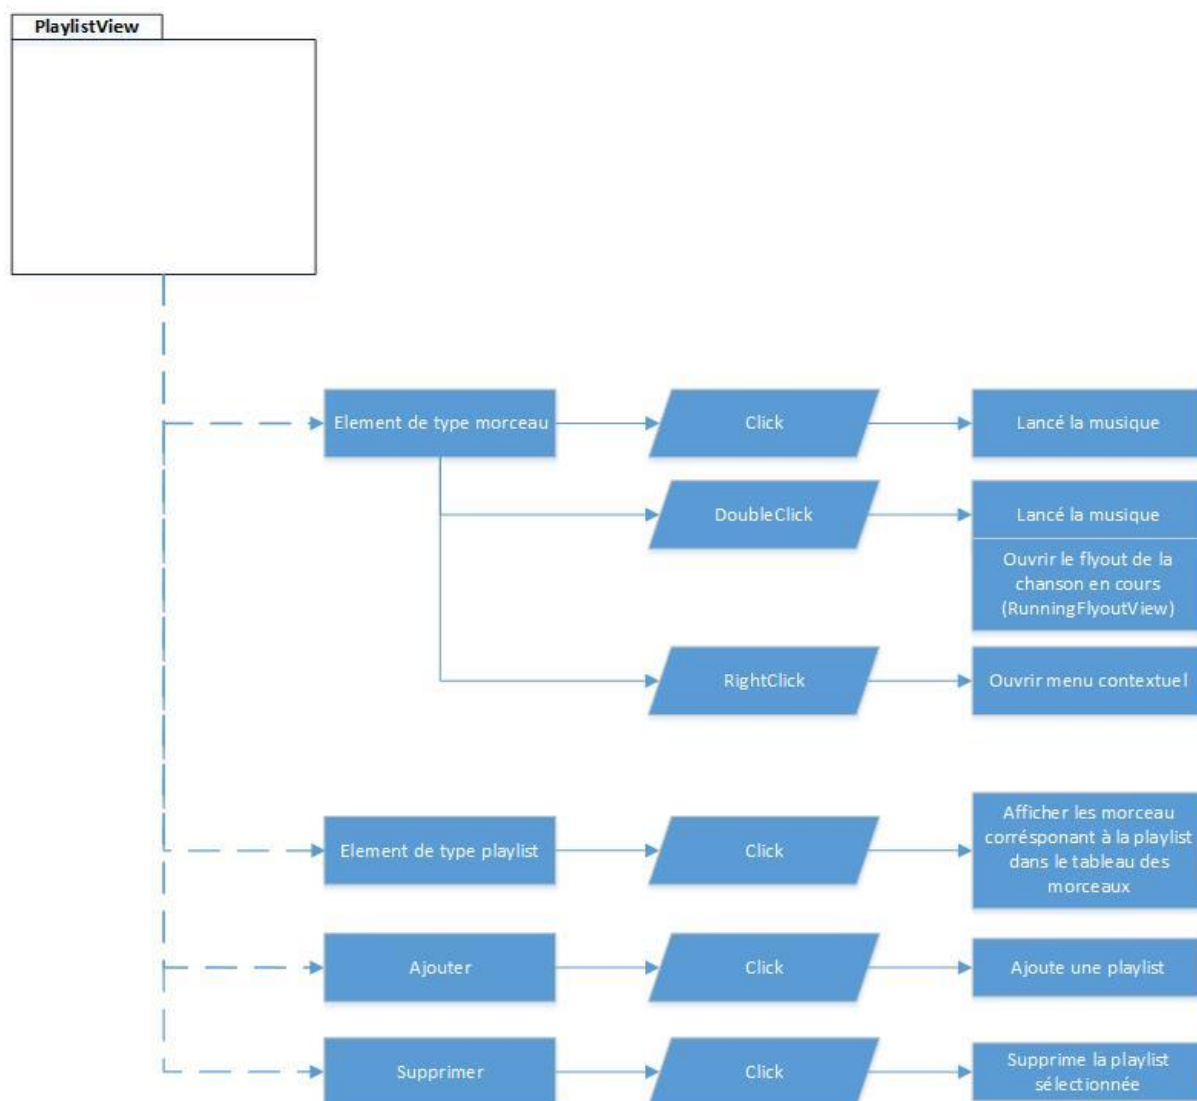 PlaylistView
Element de type morceau
Click
Lancé la musique
DoubleClick
Lancé la musique
Ouvrir le flyout de la
chanson en cours
(RunningFlyoutView)
RightClick
Ouvrir menu contextuel
Element de type playlist
Click
Afficher les morceau
corrésponant à la playlist
dans le tableau des
morceaux
Ajouter
Click
Ajoute une playlist
Supprimer
Click
Supprime la playlist
sélectionnée